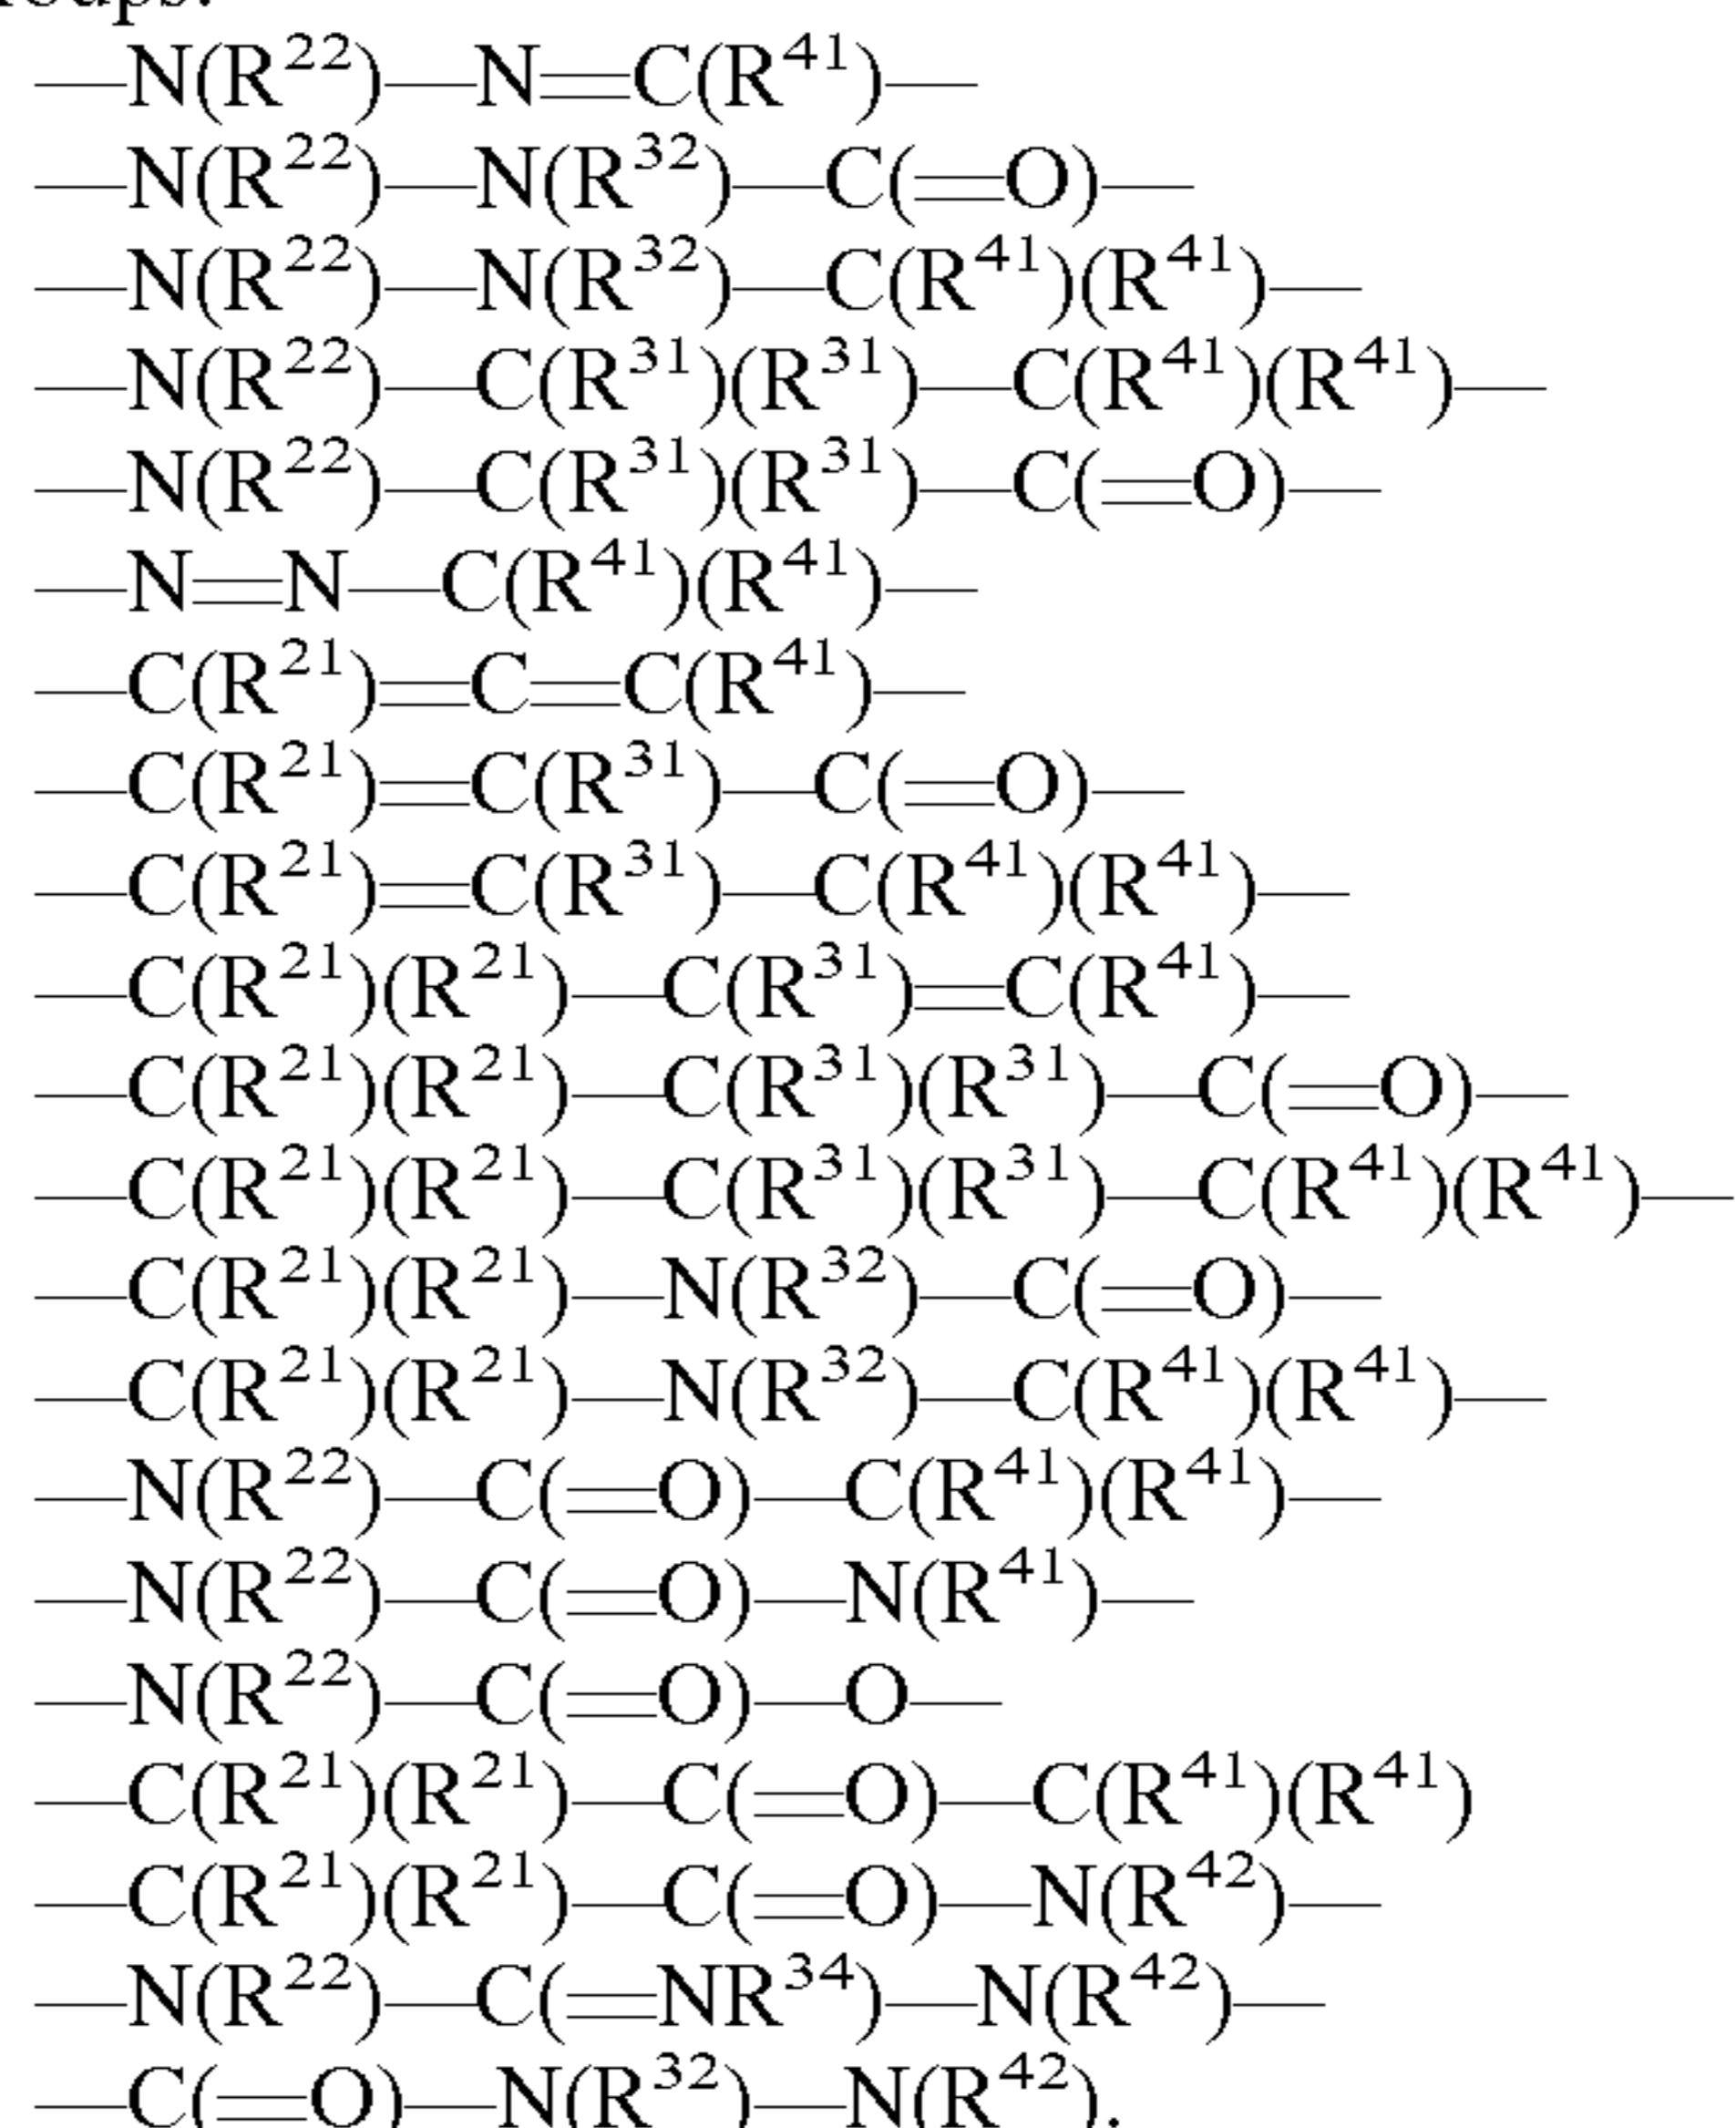 roups:
—N(R²²)—N═C(R⁴¹)—
—N(R²²)—N(R³²)—C(═O)—
—N(R²²)—N(R³²)—C(R⁴¹)(R⁴¹)—
—N(R²²)—C(R³¹)(R³¹)—C(R⁴¹)(R⁴¹)—
—N(R²²)—C(R³¹)(R³¹)—C(═O)—
—N═N—C(R⁴¹)(R⁴¹)—
—C(R²¹)═C═C(R⁴¹)—
—C(R²¹)═C(R³¹)—C(═O)—
—C(R²¹)═C(R³¹)—C(R⁴¹)(R⁴¹)—
—C(R²¹)(R²¹)—C(R³¹)═C(R⁴¹)—
—C(R²¹)(R²¹)—C(R³¹)(R³¹)—C(═O)—
—C(R²¹)(R²¹)—C(R³¹)(R³¹)—C(R⁴¹)(R⁴¹)—
—C(R²¹)(R²¹)—N(R³²)—C(═O)—
—C(R²¹)(R²¹)—N(R³²)—C(R⁴¹)(R⁴¹)—
—N(R²²)—C(═O)—C(R⁴¹)(R⁴¹)—
—N(R²²)—C(═O)—N(R⁴¹)—
—N(R²²)—C(═O)—O—
—C(R²¹)(R²¹)—C(═O)—C(R⁴¹)(R⁴¹)
—C(R²¹)(R²¹)—C(═O)—N(R⁴²)—
—N(R²²)—C(═NR³⁴)—N(R⁴²)—
—C(═O)—N(R³²)—N(R⁴²).